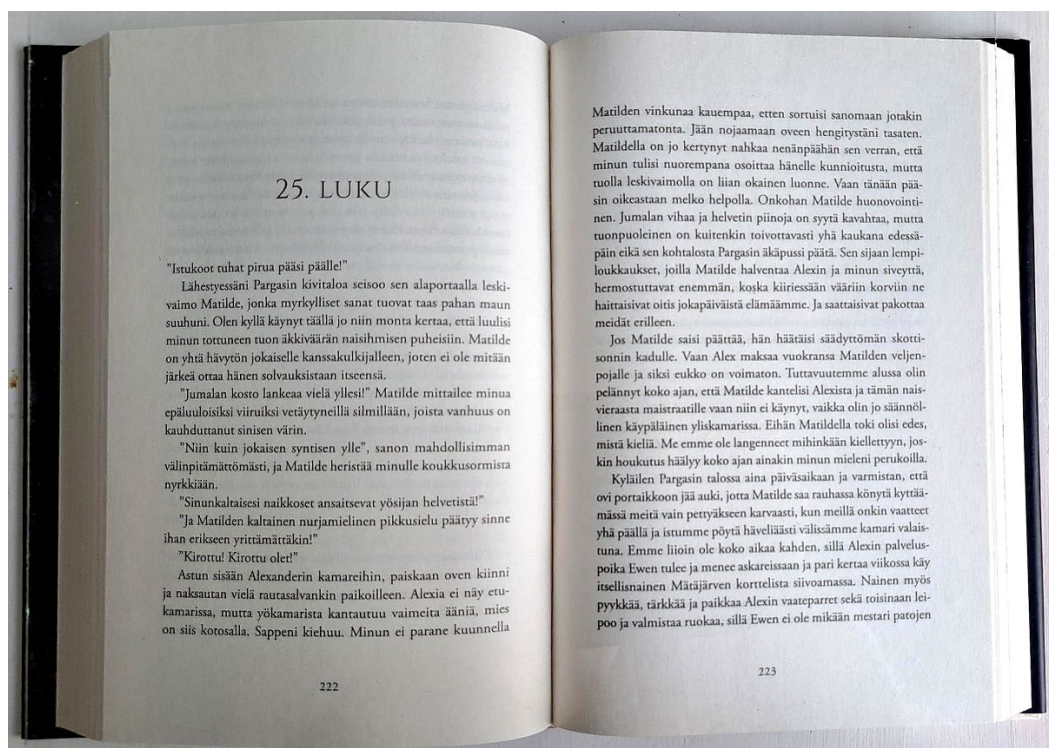 25. LUKU
"Istukoot tuhat pirua pääsi päälle!"
Lähestyessäni Pargasin kivitaloa seisoo sen alaportaalla leski-
vaimo Matilde, jonka myrkylliset sanat tuovat taas pahan maun
suuhuni. Olen kyllä käynyt täällä jo niin monta kertaa, että luulisi
minun tottuneen tuon äkkiväärän naisihmisen puheisiin. Matilde
on yhtä hävytön jokaiselle kanssakulkijalleen, joten ei ole mitään
järkeä ottaa hänen solvauksistaan itseensä.
"Jumalan kosto lankeaa vielä yllesi!" Matilde mittailee minua
epäluuloisiksi viiruiksi vetäytyneillä silmillään, joista vanhuus on
kauhduttanut sinisen värin.
"Niin kuin jokaisen syntisen ylle", sanon mahdollisimman
välinpitämättömästi, ja Matilde heristää minulle koukkusormista
nyrkkiään.
"Sinunkaltaisesi naikkoset ansaitsevat yösijan helvetistä!"
"Ja Matilden kaltainen nurjamielinen pikkusielu päätyy sinne
ihan erikseen yrittämättäkin!"
"Kirottu! Kirottu olet!"
Astun sisään Alexanderin kamareihin, paiskaan oven kiinni
ja naksautan vielä rautasalvankin paikoilleen. Alexia ei näy etu-
kamarissa, mutta yökamarista kantautuu vaimeita ääniä, mies
on siis kotosalla. Sappeni kiehuu. Minun ei parane kuunnella
222
Matilden vinkunaa kauempaa, etten sortuisi sanomaan jotakin
peruuttamatonta. Jään nojaamaan oveen hengitystäni tasaten.
Matildella on jo kertynyt nahkaa nenänpäähän sen verran, että
minun tulisi nuorempana osoittaa hänelle kunnioitusta, mutta
tuolla leskivaimolla on liian okainen luonne. Vaan tänään pää-
sin oikeastaan melko helpolla. Onkohan Matilde huonovointi-
nen. Jumalan vihaa ja helvetin piinoja on syytä kavahtaa, mutta
tuonpuoleinen on kuitenkin toivottavasti yhä kaukana edessä-
päin eikä sen kohtalosta Pargasin äkäpussi päätä. Sen sijaan lempi-
loukkaukset, joilla Matilde halventaa Alexin ja minun siveyttä,
hermostuttavat enemmän, koska kiiriessään vääriin korviin ne
haittaisivat oitis jokapäiväistä elämäämme. Ja saattaisivat pakottaa
meidät erilleen.
Jos Matilde saisi päättää, hän häätäisi säädyttömän skotti-
sonnin kadulle. Vaan Alex maksaa vuokransa Matilden veljen-
pojalle ja siksi eukko on voimaton. Tuttavuutemme alussa olin
pelännyt koko ajan, että Matilde kantelisi Alexista ja tämän nais-
vieraasta maistraatille vaan niin ei käynyt, vaikka olin jo säännöl-
linen käypäläinen yliskamarissa. Eihän Matildella toki olisi edes,
mistä kieliä. Me emme ole langenneet mihinkään kiellettyyn, jos-
kin houkutus häälyy koko ajan ainakin minun mieleni perukoilla.
Kyläilen Pargasin talossa aina päiväsaikaan ja varmistan, että
ovi portaikkoon jää auki, jotta Matilde saa rauhassa könytä kyttää-
mässä meitä vain pettyäkseen karvaasti, kun meillä onkin vaatteet
yhä päällä ja istumme pöytä häveliäästi välissämme kamari valais-
tuna. Emme liioin ole koko aikaa kahden, sillä Alexin palvelus-
poika Ewen tulee ja menee askareissaan ja pari kertaa viikossa käy
itsellisnainen Mätäjärven korttelista siivoamassa. Nainen myös
pyykkää, tärkkää ja paikkaa Alexin vaateparret sekä toisinaan lei-
poo ja valmistaa ruokaa, sillä Ewen ei ole mikään mestari patojen
223